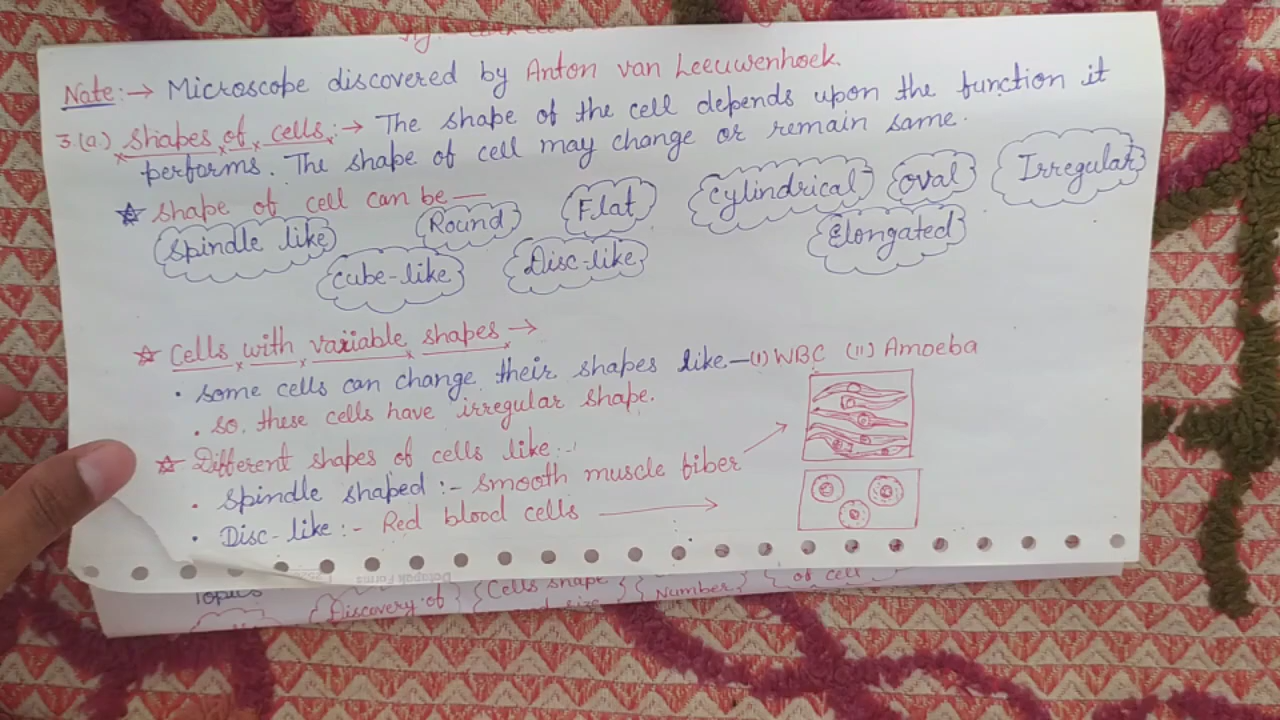 Note:→ Microscope discovered by Anton van Leeuwenhoek.
3.(a) shapes of cells:→ The shape of the cell depends upon the function it
performs. The shape of cell may change or remain same.
☆ shape of cell can be—
Spindle like Round Flat Cylindrical oval Irregular
cube-like Disc-like Elongated
☆ Cells with variable shapes →
• some cells can change their shapes like—(i) WBC (ii) Amoeba
• so, these cells have irregular shape.
☆ Different shapes of cells like...
• Spindle shaped :- smooth muscle fiber
• Disc-like:- Red blood cells
Topics
Discovery of Cells shape Number, of cell
size